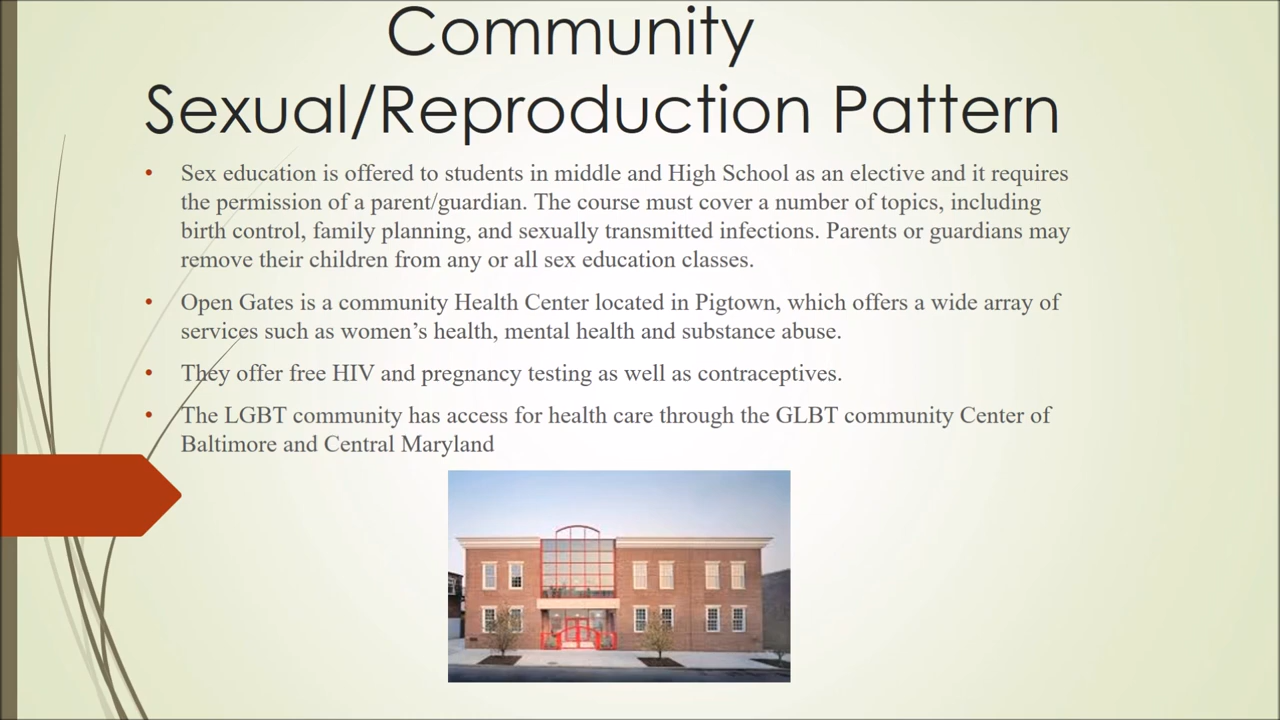 Community
Sexual/Reproduction Pattern
• Sex education is offered to students in middle and High School as an elective and it requires
the permission of a parent/guardian. The course must cover a number of topics, including
birth control, family planning, and sexually transmitted infections. Parents or guardians may
remove their children from any or all sex education classes.
• Open Gates is a community Health Center located in Pigtown, which offers a wide array of
services such as women’s health, mental health and substance abuse.
• They offer free HIV and pregnancy testing as well as contraceptives.
• The LGBT community has access for health care through the GLBT community Center of
Baltimore and Central Maryland